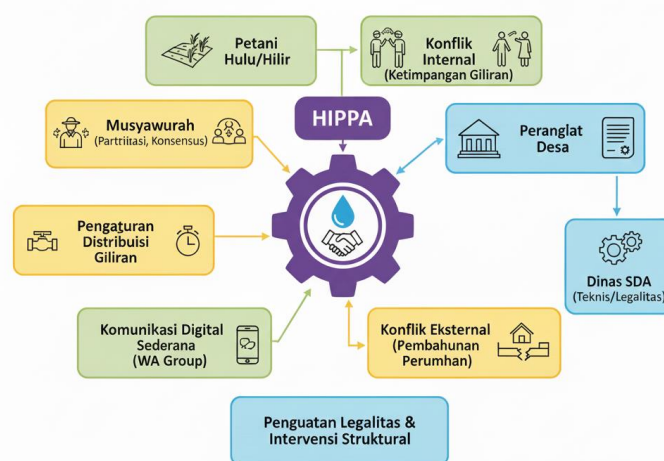 Petani
Hulu/Hilir
Konflik
Internal
(Ketimpangan Giliran)
HIPPA
Musyawurah
(Partriitasi, Konsensus)
Peranglat
Desa
Pengaturan
Distribuisi
Giliran
Dinas SDA
(Teknis/Legalitas)
Komunikasi Digital
Sederana
(WA Group)
Konflik Eksternal
(Pembahunan
Perumhan)
Penguatan Legalitas &
Intervensi Struktural